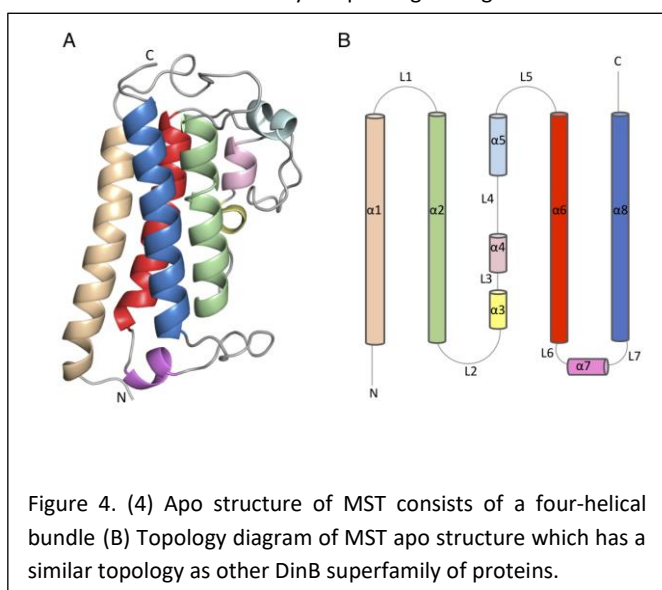 A
B
C
N
L1
L5
C
α5
L4
α1
α2
α6
α8
α4
L3
α3
L6
L7
α7
L2
N
Figure 4. (4) Apo structure of MST consists of a four-helical
bundle (B) Topology diagram of MST apo structure which has a
similar topology as other DinB superfamily of proteins.